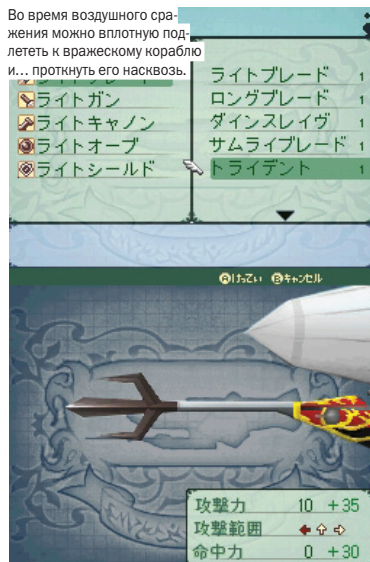 Во время воздушного сра-
жения можно вплотную под-
лететь к вражескому кораблю
и... проткнуть его насквозь.
ライトガン
ライトキャノン
ライトオーブ
ライトシールド
ライトブレード 1
ロングブレード 1
ダインスレイヴ 1
サムライブレード 1
トライデント 1
Ⓐけってい Ⓑキャンセル
攻撃力 10 +35
攻撃範囲
命中力 0 +30